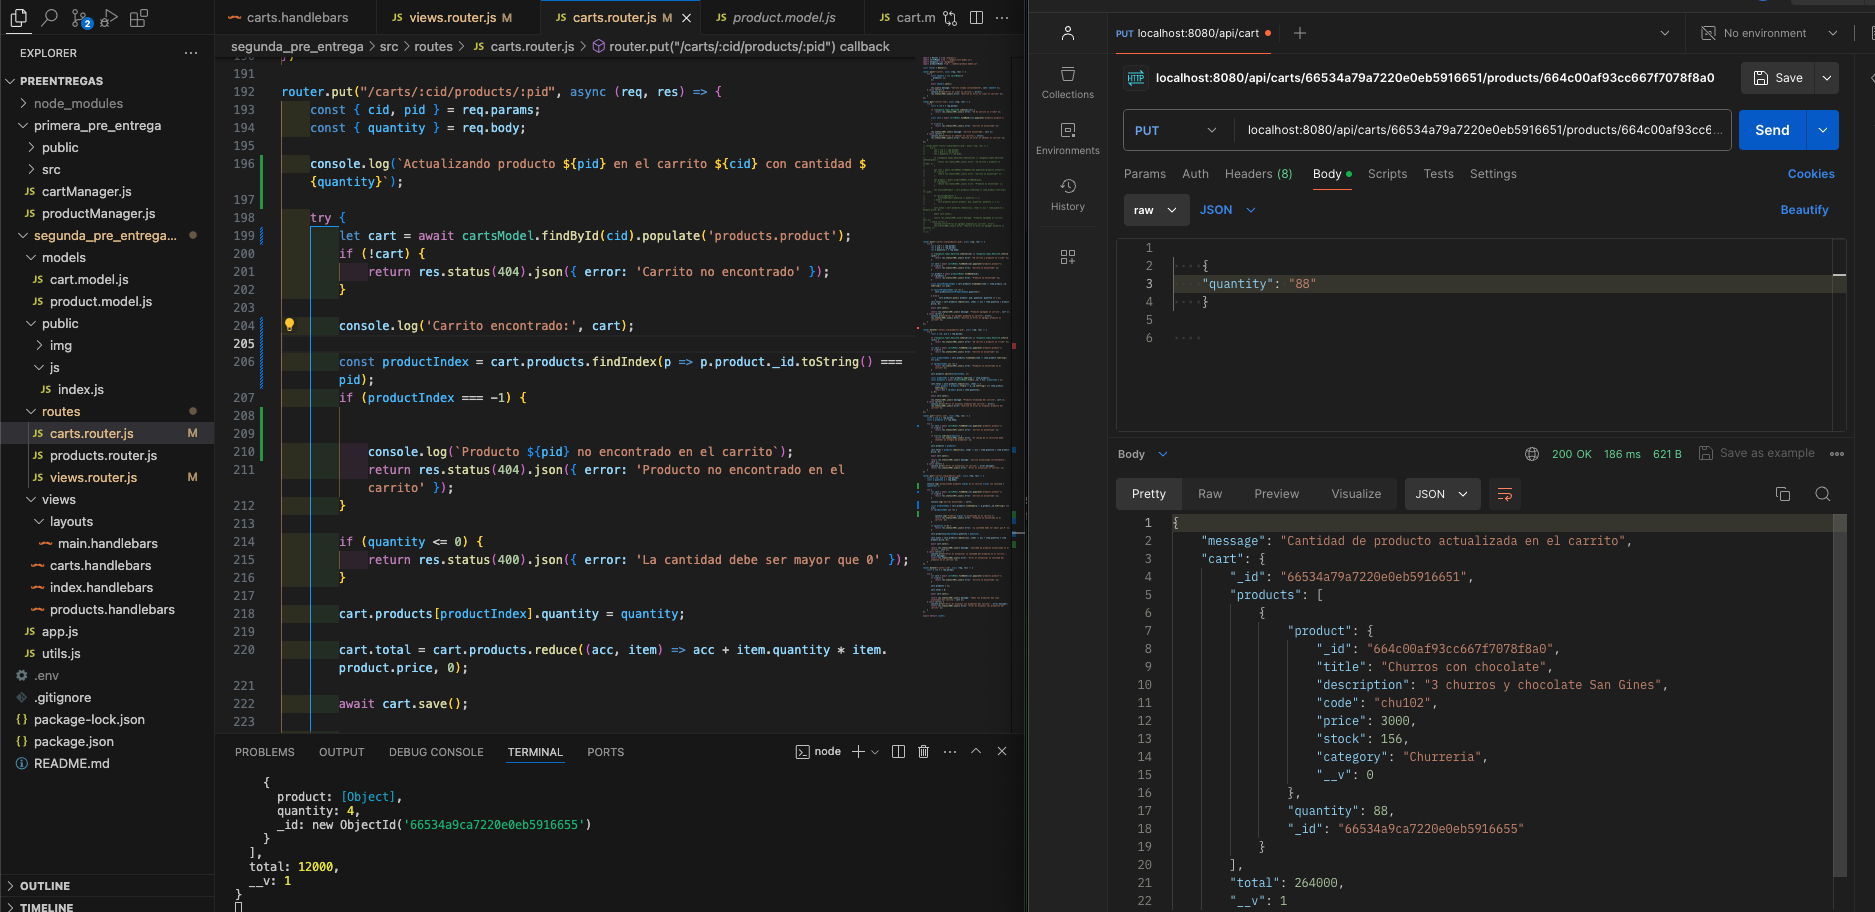 carts.handlebars
JS views.router.js M
JS carts.router.js M
JS product.model.js
JS cart.m
EXPLORER
PREENTREGAS
node_modules
primera_pre_entrega
public
src
JS cartManager.js
JS productManager.js
segunda_pre_entrega...
models
JS cart.model.js
JS product.model.js
public
img
js
JS index.js
routes
JS carts.router.js M
JS products.router.js
JS views.router.js M
views
layouts
main.handlebars
carts.handlebars
index.handlebars
products.handlebars
JS app.js
JS utils.js
.env
.gitignore
package-lock.json
package.json
README.md
OUTLINE
TIMELINE
segunda_pre_entrega > src > routes > JS carts.router.js > router.put("/carts/:cid/products/:pid") callback
191
192 router.put("/carts/:cid/products/:pid", async (req, res) => {
193 const { cid, pid } = req.params;
194 const { quantity } = req.body;
195
196 console.log(`Actualizando producto ${pid} en el carrito ${cid} con cantidad $
{quantity}`);
197
198 try {
199 let cart = await cartsModel.findById(cid).populate('products.product');
200 if (!cart) {
201 return res.status(404).json({ error: 'Carrito no encontrado' });
202 }
203
204 console.log('Carrito encontrado:', cart);
205
206 const productIndex = cart.products.findIndex(p => p.product._id.toString() ===
pid);
207 if (productIndex === -1) {
208
209
210 console.log(`Producto ${pid} no encontrado en el carrito`);
211 return res.status(404).json({ error: 'Producto no encontrado en el
carrito' });
212 }
213
214 if (quantity <= 0) {
215 return res.status(400).json({ error: 'La cantidad debe ser mayor que 0' });
216 }
217
218 cart.products[productIndex].quantity = quantity;
219
220 cart.total = cart.products.reduce((acc, item) => acc + item.quantity * item.
product.price, 0);
221
222 await cart.save();
223
PROBLEMS OUTPUT DEBUG CONSOLE TERMINAL PORTS
node
{
product: [Object],
quantity: 4,
_id: new ObjectId('66534a9ca7220e0eb5916655')
}
],
total: 12000,
__v: 1
}
Collections
Environments
History
PUT localhost:8080/api/cart
No environment
HTTP localhost:8080/api/carts/66534a79a7220e0eb5916651/products/664c00af93cc667f7078f8a0
Save
PUT localhost:8080/api/carts/66534a79a7220e0eb5916651/products/664c00af93cc6...
Send
Params Auth Headers (8) Body Scripts Tests Settings
Cookies
raw JSON
Beautify
1
2 {
3 "quantity": "88"
4 }
5
6
Body
200 OK 186 ms 621 B
Save as example
Pretty Raw Preview Visualize JSON
1 {
2 "message": "Cantidad de producto actualizada en el carrito",
3 "cart": {
4 "_id": "66534a79a7220e0eb5916651",
5 "products": [
6 {
7 "product": {
8 "_id": "664c00af93cc667f7078f8a0",
9 "title": "Churros con chocolate",
10 "description": "3 churros y chocolate San Gines",
11 "code": "chu102",
12 "price": 3000,
13 "stock": 156,
14 "category": "Churreria",
15 "__v": 0
16 },
17 "quantity": 88,
18 "_id": "66534a9ca7220e0eb5916655"
19 }
20 ],
21 "total": 264000,
22 "__v": 1